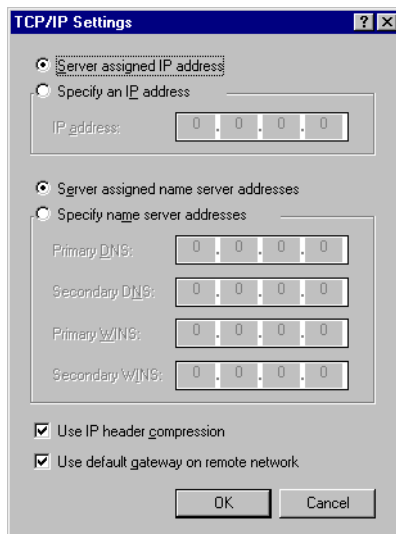 TCP/IP Settings
Server assigned IP address
Specify an IP address
IP address: 0 . 0 . 0 . 0
Server assigned name server addresses
Specify name server addresses
Primary DNS: 0 . 0 . 0 . 0
Secondary DNS: 0 . 0 . 0 . 0
Primary WINS: 0 . 0 . 0 . 0
Secondary WINS: 0 . 0 . 0 . 0
Use IP header compression
Use default gateway on remote network
OK Cancel